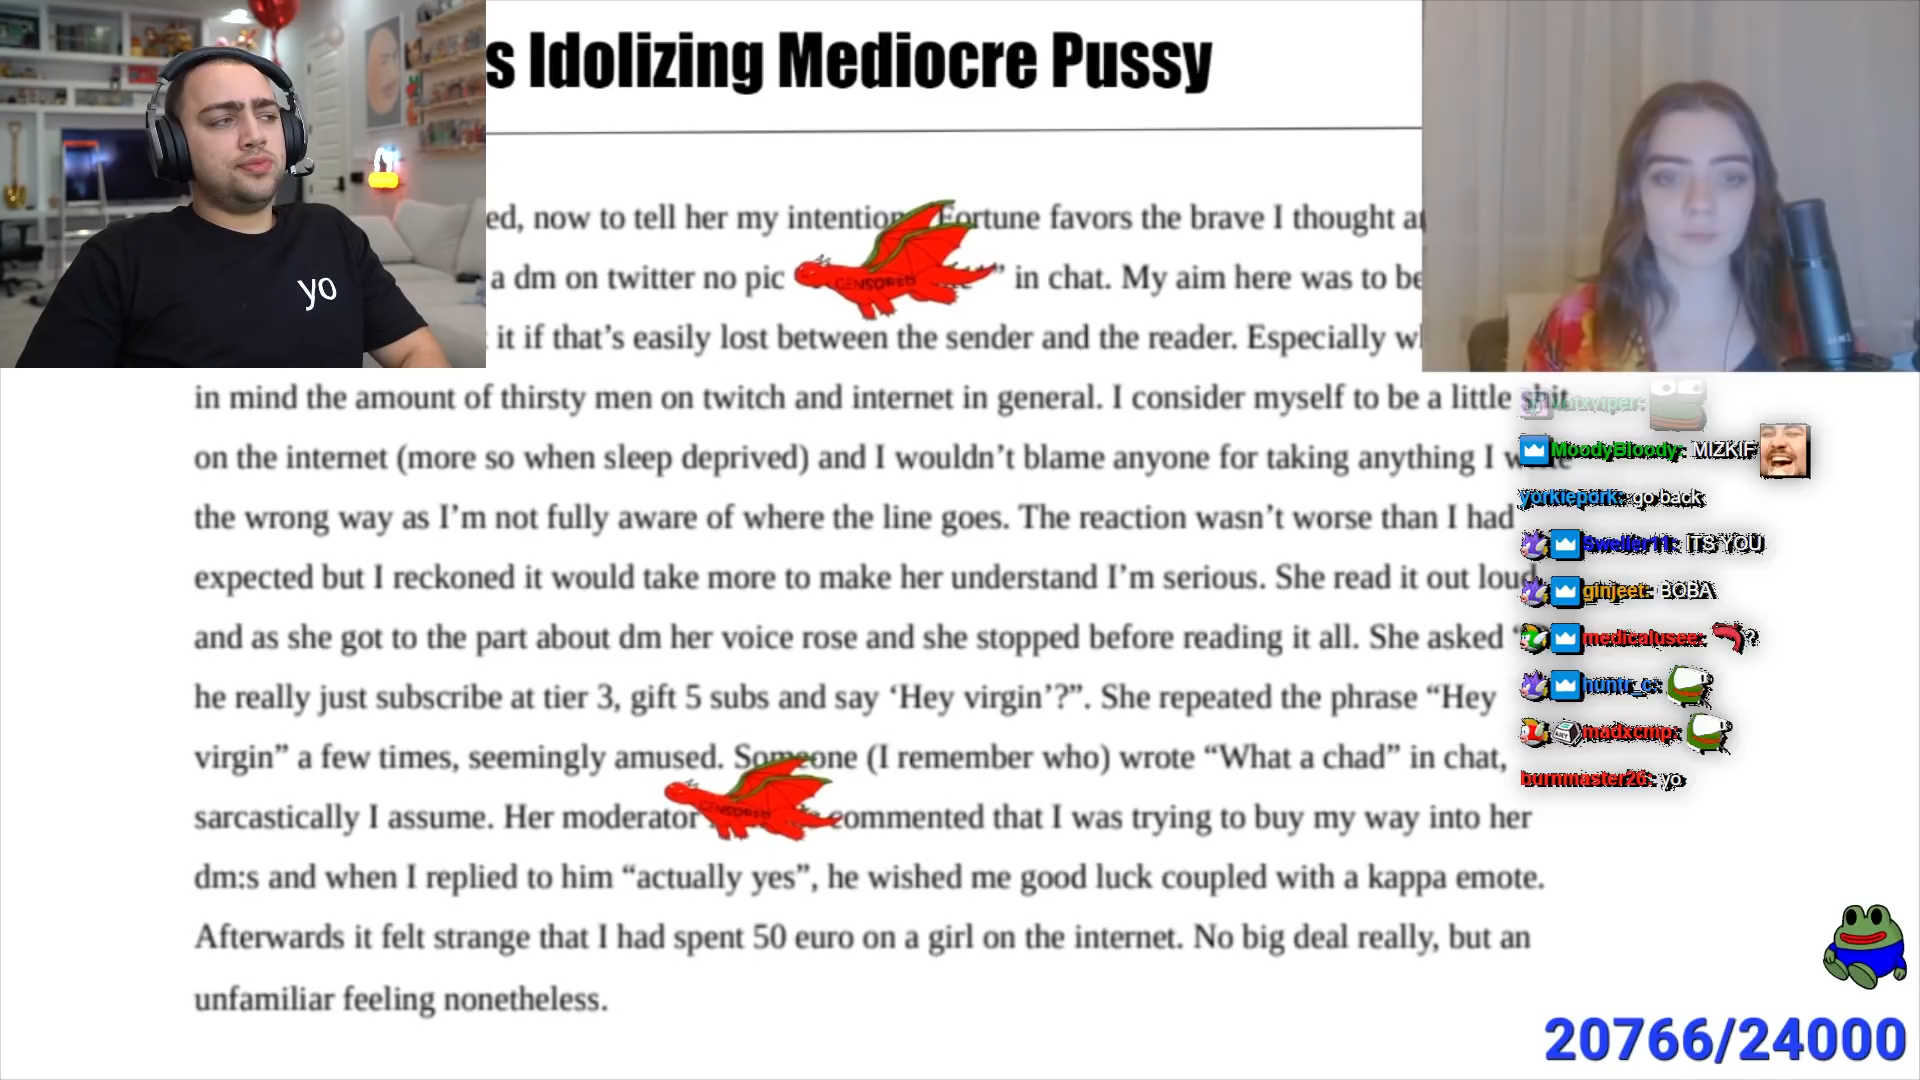 s Idolizing Mediocre Pussy
yo
ed, now to tell her my intention Fortune favors the brave I thought
a dm on twitter no pic CENSORED ” in chat. My aim here was to be
it if that’s easily lost between the sender and the reader. Especially
in mind the amount of thirsty men on twitch and internet in general. I consider myself to be a little shit
on the internet (more so when sleep deprived) and I wouldn’t blame anyone for taking anything I
the wrong way as I’m not fully aware of where the line goes. The reaction wasn’t worse than I had
expected but I reckoned it would take more to make her understand I’m serious. She read it out loud
and as she got to the part about dm her voice rose and she stopped before reading it all. She asked
he really just subscribe at tier 3, gift 5 subs and say ‘Hey virgin’?”. She repeated the phrase “Hey
virgin” a few times, seemingly amused. Someone (I remember who) wrote “What a chad” in chat,
sarcastically I assume. Her moderator CENSORED commented that I was trying to buy my way into her
dm:s and when I replied to him “actually yes”, he wished me good luck coupled with a kappa emote.
Afterwards it felt strange that I had spent 50 euro on a girl on the internet. No big deal really, but an
unfamiliar feeling nonetheless.
MoodyBloody: MIZKIF
yorkiepork: go back
Sweller11: ITS YOU
ginjeet: BOBA
medicalusee: ?
huntr_c:
madxcmp:
burnmaster26: yo
20766/24000